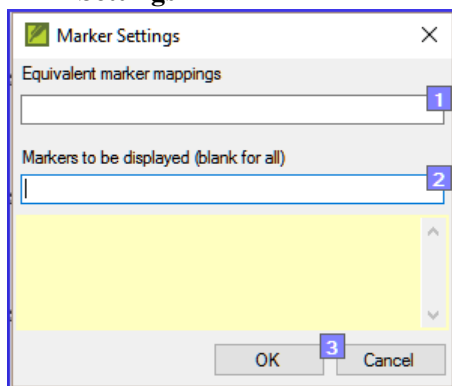 Marker Settings
Equivalent marker mappings
1
Markers to be displayed (blank for all)
2
3
OK
Cancel